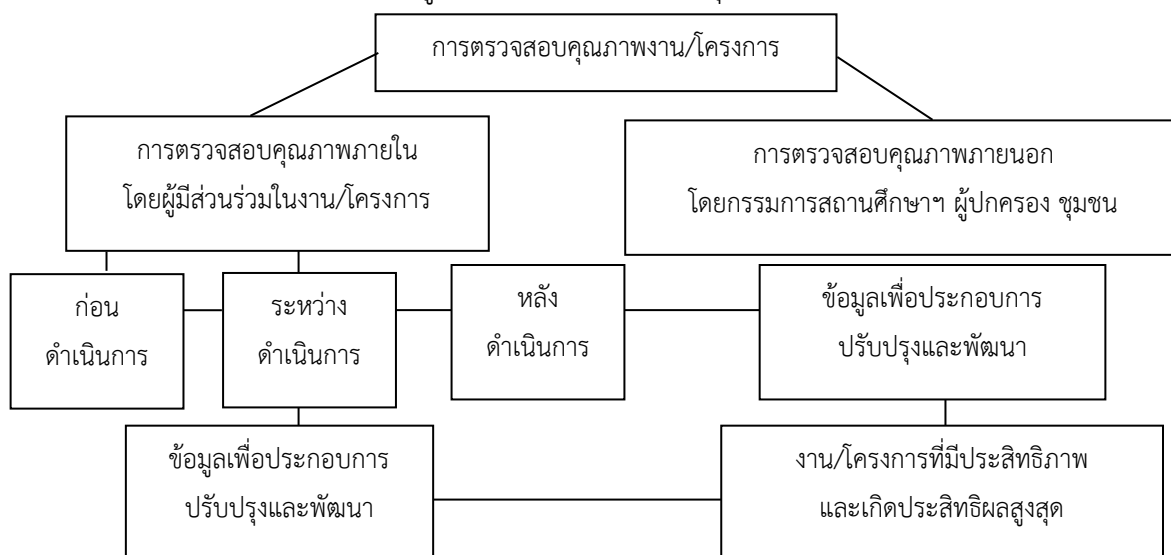 การตรวจสอบคุณภาพงาน/โครงการ
การตรวจสอบคุณภาพภายใน
โดยผู้มีส่วนร่วมในงาน/โครงการ
การตรวจสอบคุณภาพภายนอก
โดยกรรมการสถานศึกษาฯ ผู้ปกครอง ชุมชน
ก่อน
ดำเนินการ
ระหว่าง
ดำเนินการ
หลัง
ดำเนินการ
ข้อมูลเพื่อประกอบการ
ปรับปรุงและพัฒนา
ข้อมูลเพื่อประกอบการ
ปรับปรุงและพัฒนา
งาน/โครงการที่มีประสิทธิภาพ
และเกิดประสิทธิผลสูงสุด